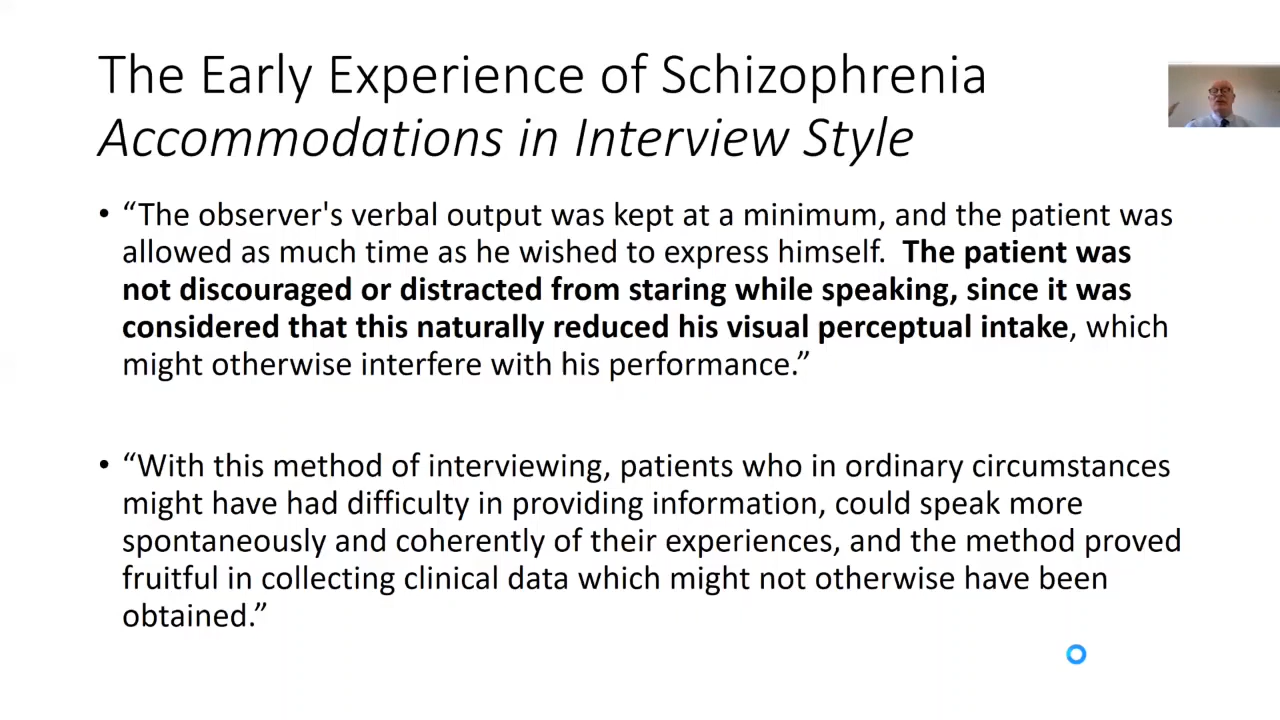 The Early Experience of Schizophrenia
Accommodations in Interview Style
• “The observer's verbal output was kept at a minimum, and the patient was
allowed as much time as he wished to express himself.  The patient was
not discouraged or distracted from staring while speaking, since it was
considered that this naturally reduced his visual perceptual intake, which
might otherwise interfere with his performance.”
• “With this method of interviewing, patients who in ordinary circumstances
might have had difficulty in providing information, could speak more
spontaneously and coherently of their experiences, and the method proved
fruitful in collecting clinical data which might not otherwise have been
obtained.”